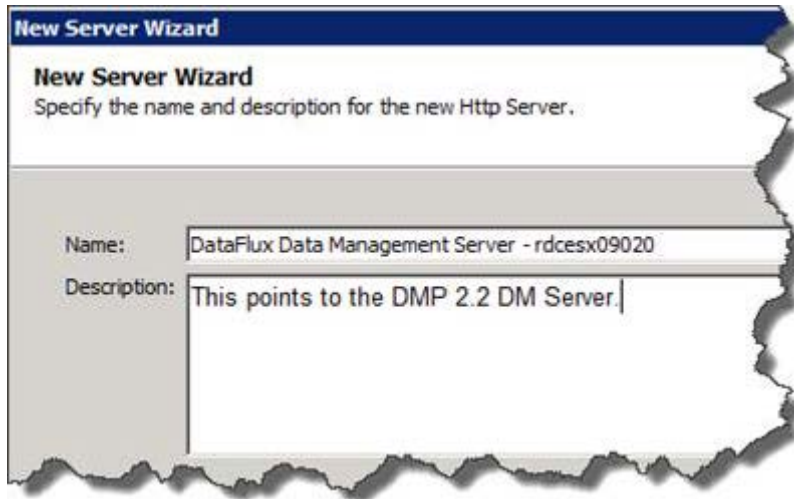 New Server Wizard
New Server Wizard
Specify the name and description for the new Http Server.
Name: DataFlux Data Management Server - rdcesx09020
Description: This points to the DMP 2.2 DM Server.